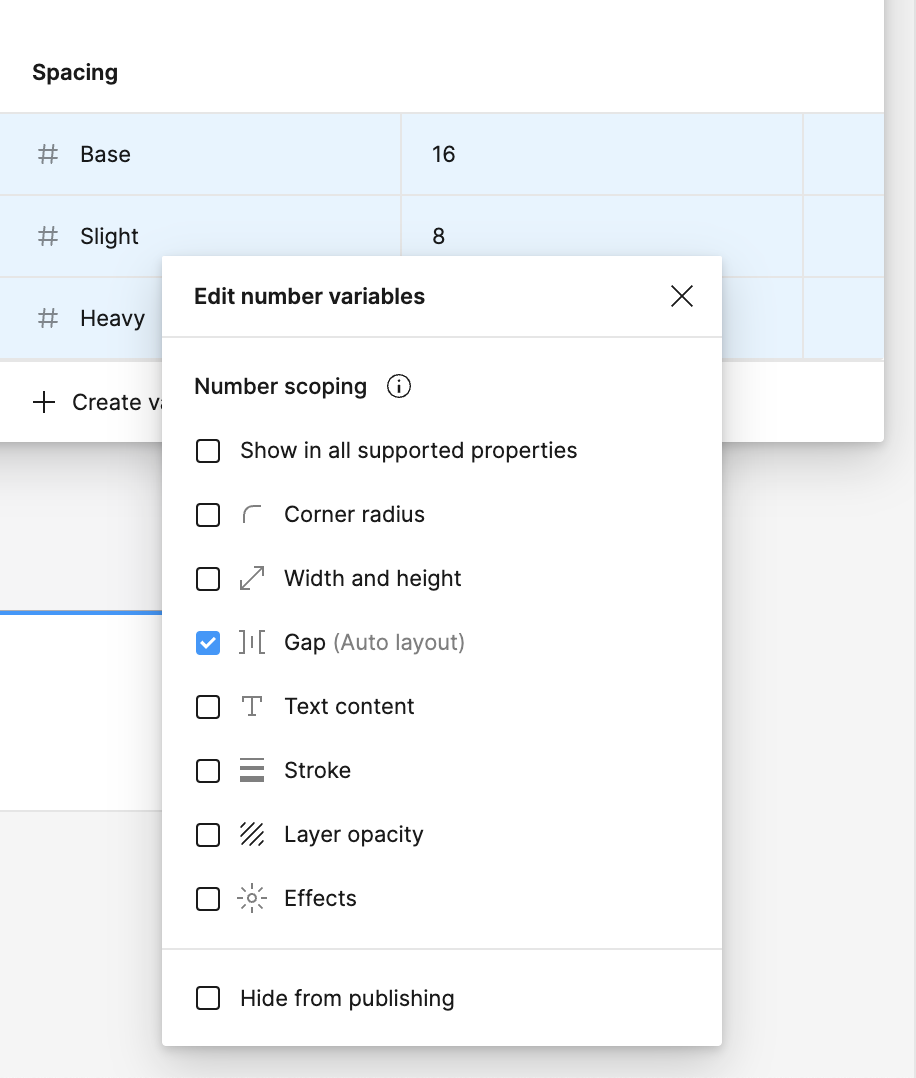 Spacing
Base 16
Slight 8
Edit number variables
Heavy
Number scoping
Create va
Show in all supported properties
Corner radius
Width and height
Gap (Auto layout)
Text content
Stroke
Layer opacity
Effects
Hide from publishing